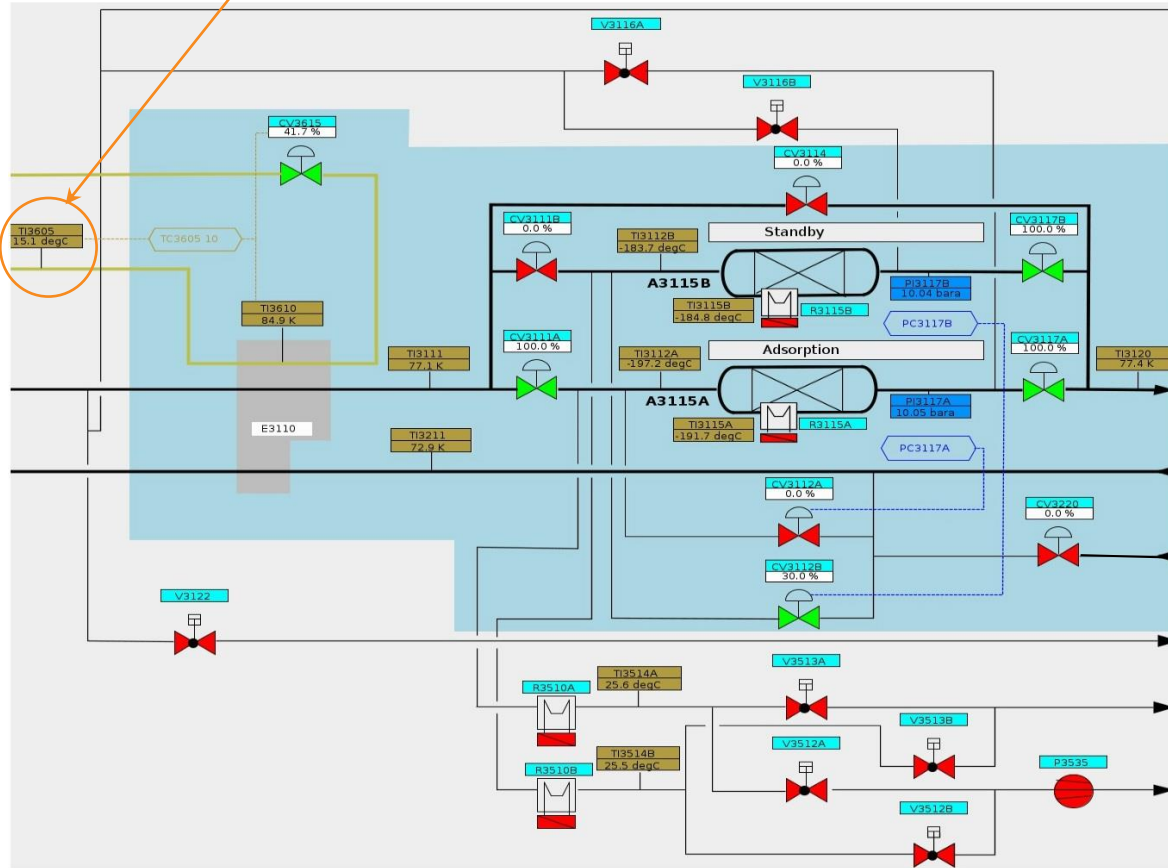 V3116A
V3116B
CV3615
41.7 %
CV3114
0.0 %
TI3605
15.1 degC
TC3605 10
CV3111B
0.0 %
TI3112B
-183.7 degC
Standby
CV3117B
100.0 %
A3115B
PI3117B
10.04 bara
TI3115B
-184.8 degC
R3115B
TI3610
84.9 K
PC3117B
CV3111A
100.0 %
TI3111
77.1 K
TI3112A
-197.2 degC
Adsorption
CV3117A
100.0 %
TI3120
77.4 K
A3115A
PI3117A
10.05 bara
TI3115A
-191.7 degC
R3115A
E3110
TI3211
72.9 K
PC3117A
CV3112A
0.0 %
CV3220
0.0 %
CV3112B
30.0 %
V3122
V3513A
TI3514A
25.6 degC
R3510A
V3513B
V3512A
TI3514B
25.5 degC
R3510B
P3535
V3512B